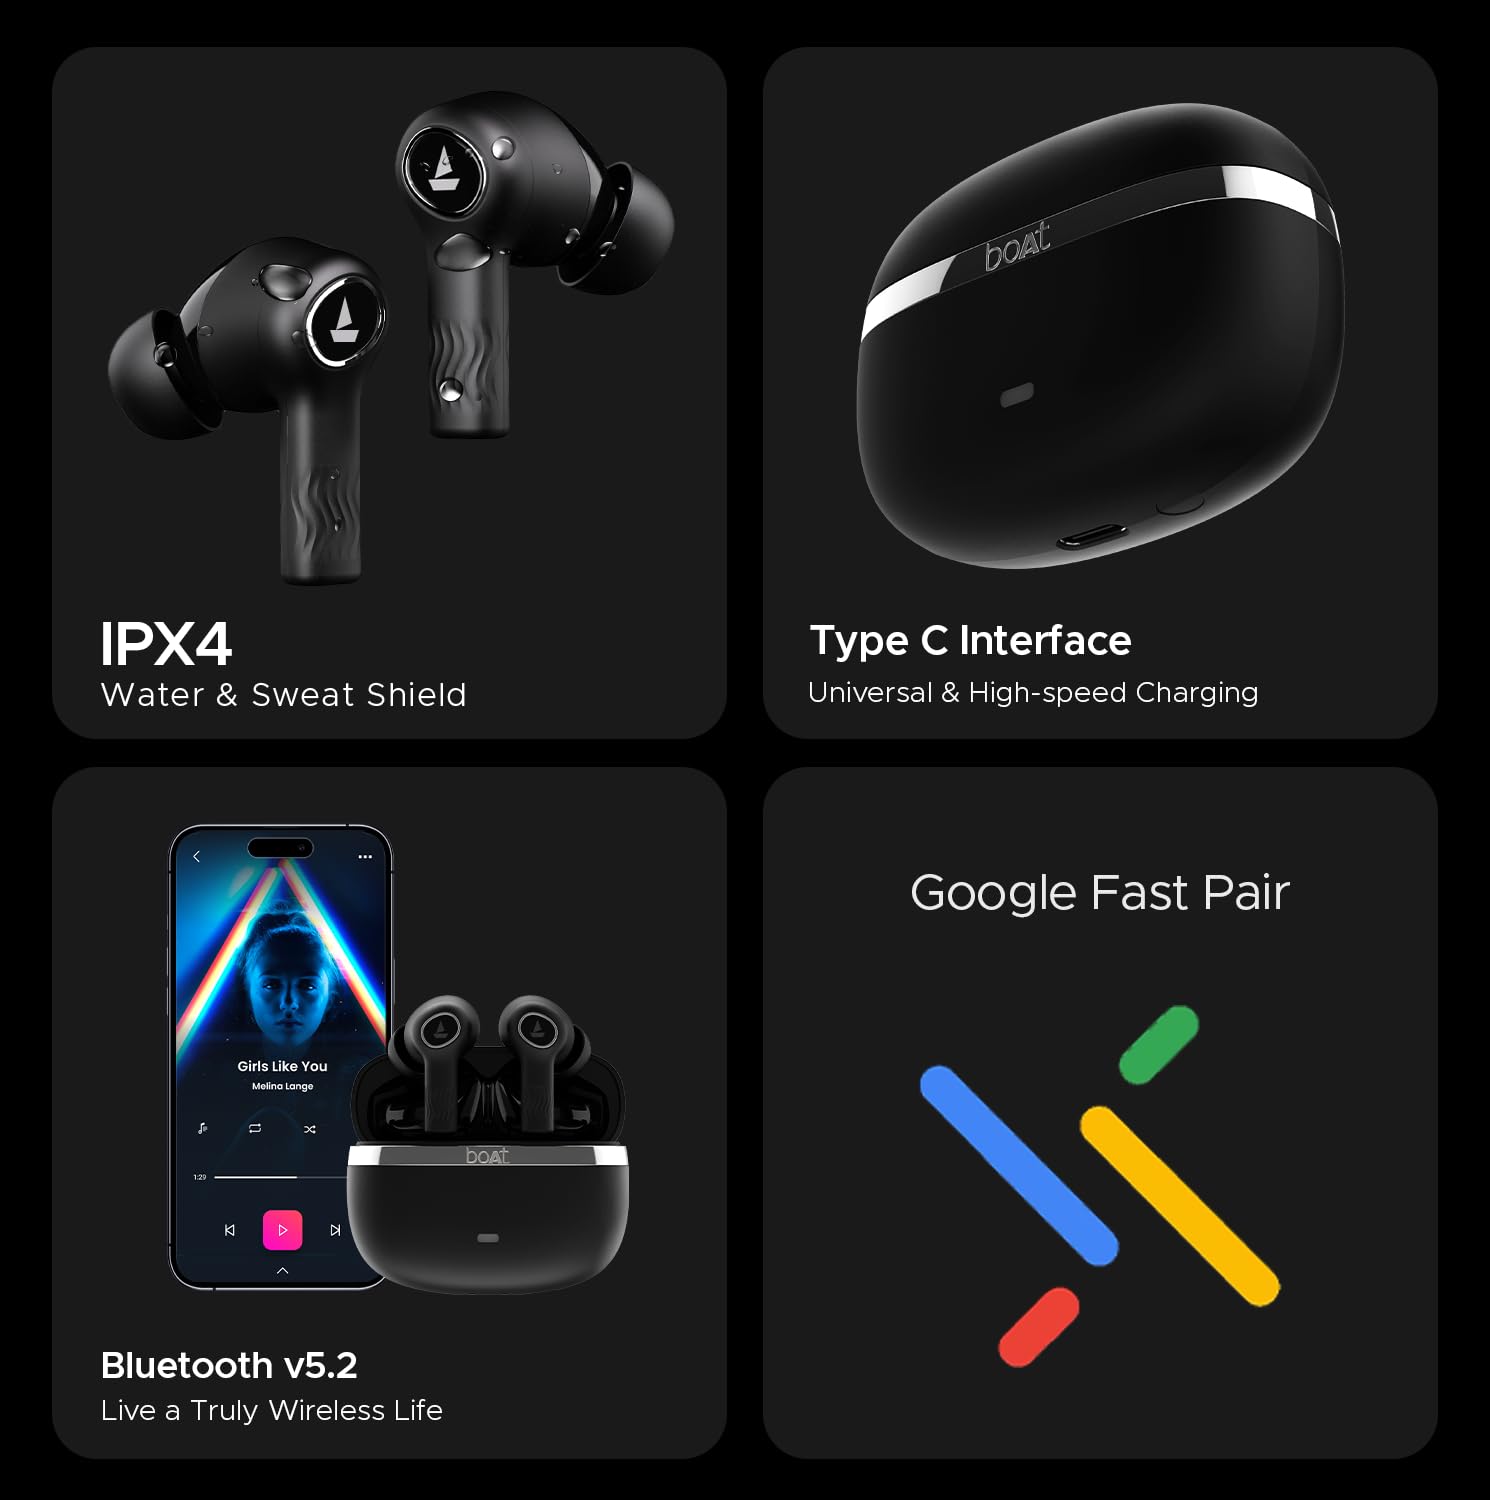 boAt
IPX4
Water & Sweat Shield
Type C Interface
Universal & High-speed Charging
Girls Like You
Melina Lange
1:29
boAt
Bluetooth v5.2
Live a Truly Wireless Life
Google Fast Pair